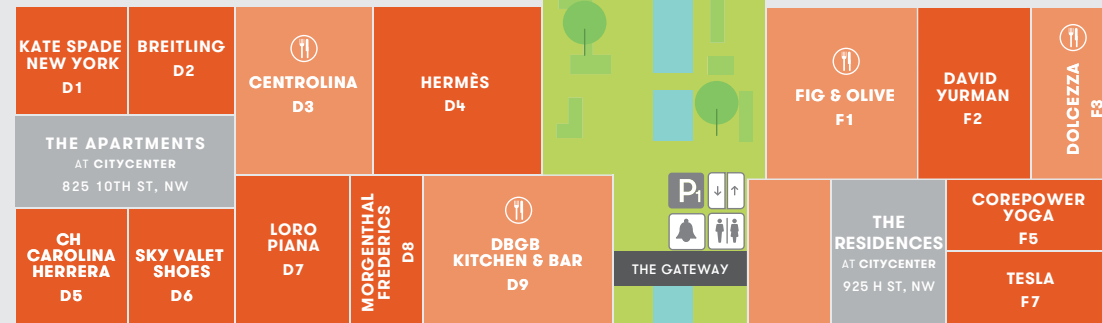 KATE SPADE
NEW YORK
D1
BREITLING
D2
CENTROLINA
D3
HERMÈS
D4
FIG & OLIVE
F1
DAVID
YURMAN
F2
DOLCEZZA
F3
THE APARTMENTS
AT CITYCENTER
825 10TH ST, NW
P1
CH
CAROLINA
HERRERA
D5
SKY VALET
SHOES
D6
LORO
PIANA
D7
MORGENTHAL
FREDERICS
D8
DBGB
KITCHEN & BAR
D9
THE GATEWAY
THE
RESIDENCES
AT CITYCENTER
925 H ST, NW
COREPOWER
YOGA
F5
TESLA
F7